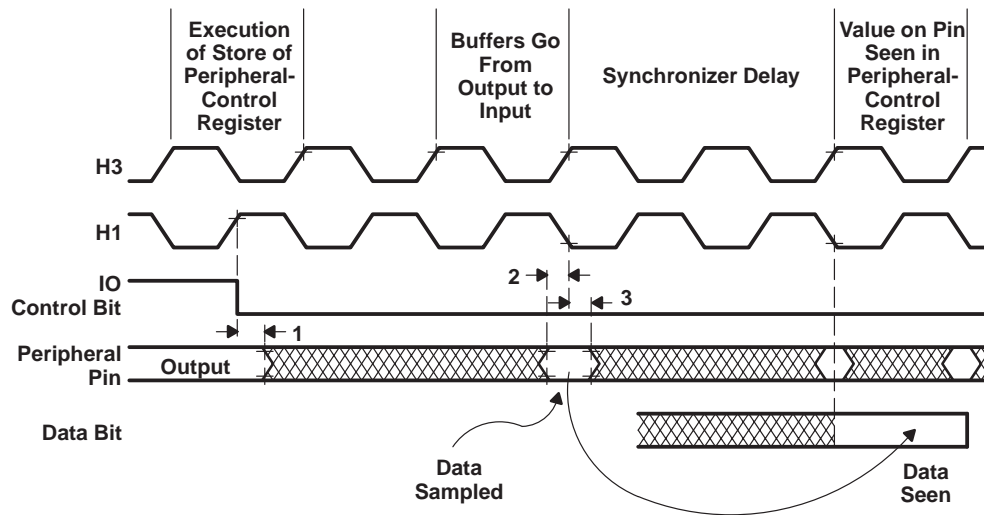 Execution
of Store of
Peripheral-
Control
Register
Buffers Go
From
Output to
Input
Synchronizer Delay
Value on Pin
Seen in
Peripheral-
Control
Register
H3
H1
IO
Control Bit
2
3
1
Peripheral
Pin
Output
Data Bit
Data
Sampled
Data
Seen